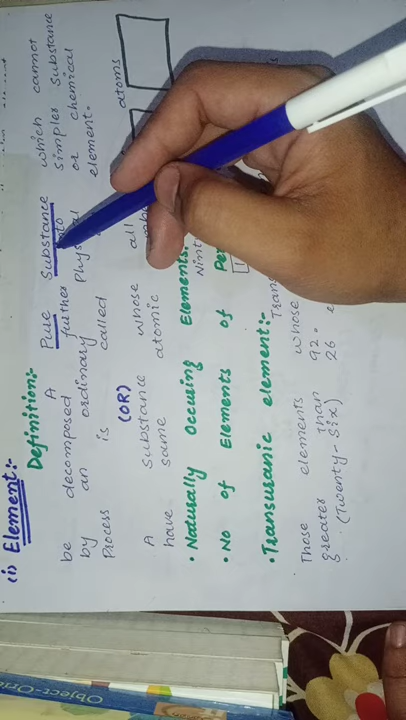 (i) Element:-
Definition:-
A Pure Substance which cannot
be decomposed further into simpler substance
by an ordinary Physical or chemical
Process is called element.
(OR)
A substance whose all atoms
have same atomic
• Naturally Occuring Elements:
• No of Elements of Per
• Transuranic element:-
Those elements whose
greater than 92.
(Twenty-Six) 26
Object-Orie